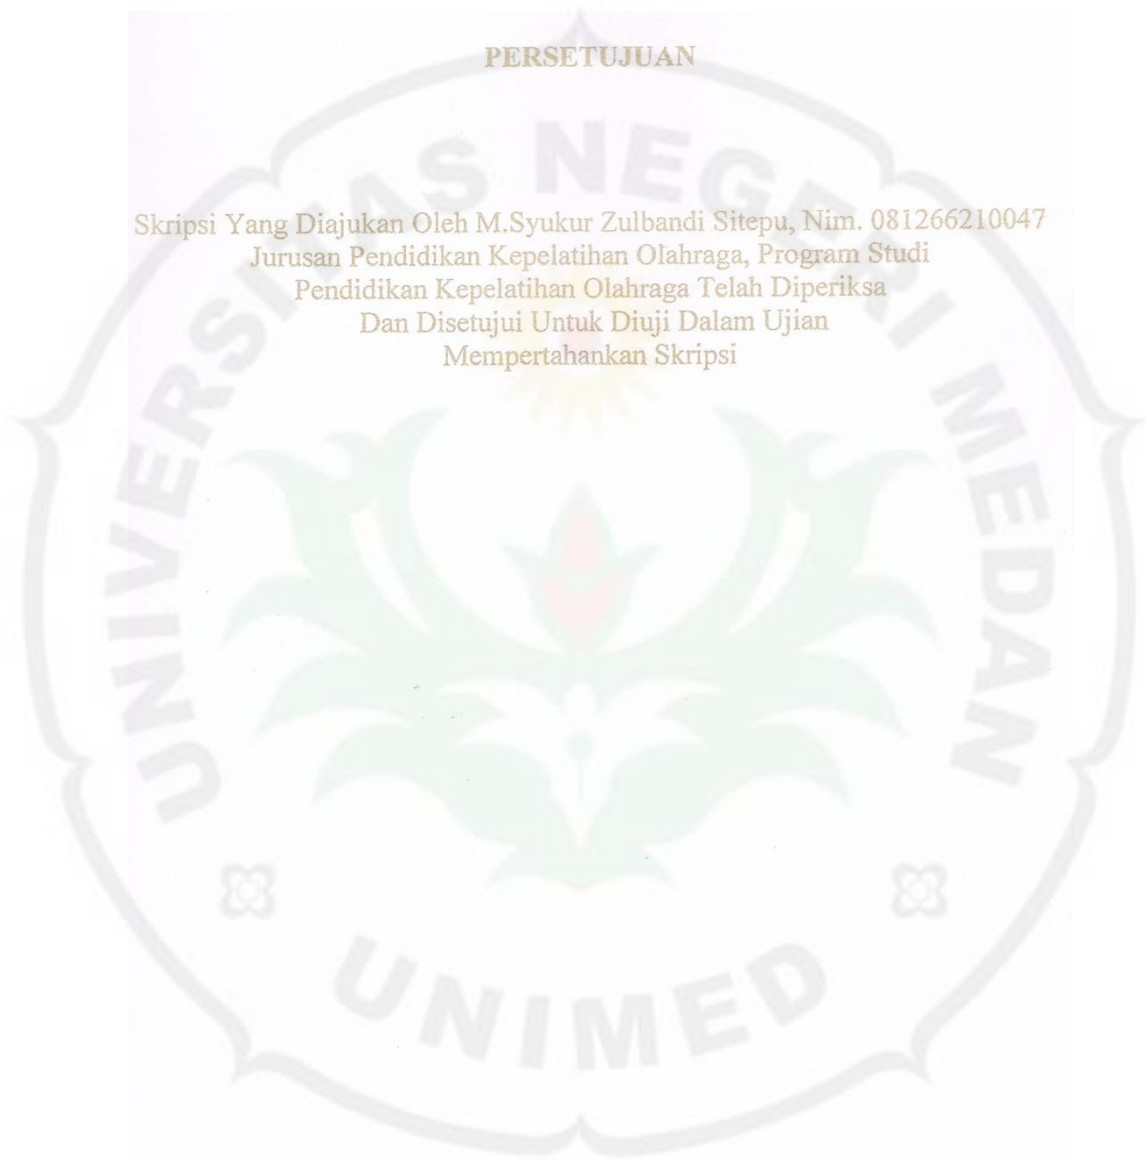 PERSETUJUAN
Skripsi Yang Diajukan Oleh M.Syukur Zulbandi Sitepu, Nim. 081266210047
Jurusan Pendidikan Kepelatihan Olahraga, Program Studi
Pendidikan Kepelatihan Olahraga Telah Diperiksa
Dan Disetujui Untuk Diuji Dalam Ujian
Mempertahankan Skripsi
UNIVERSITAS NEGERI MEDAN
UNIMED